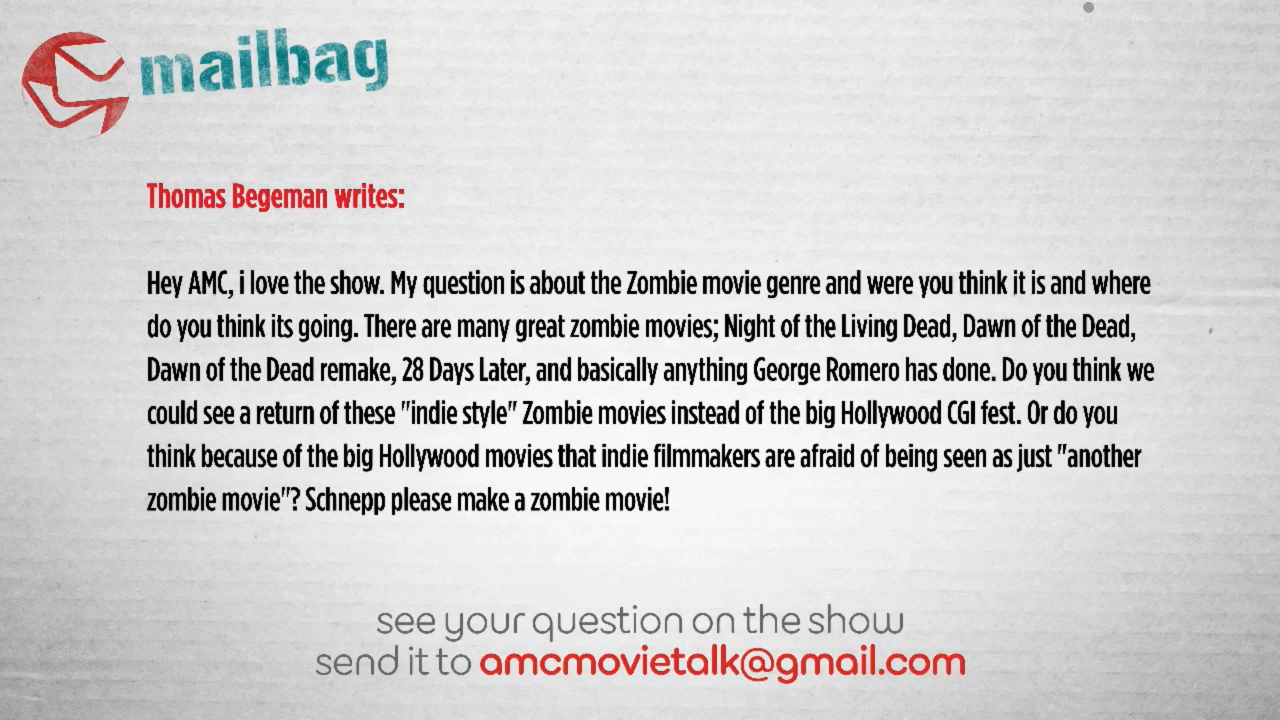 mailbag
Thomas Begeman writes:
Hey AMC, i love the show. My question is about the Zombie movie genre and were you think it is and where
do you think its going. There are many great zombie movies; Night of the Living Dead, Dawn of the Dead,
Dawn of the Dead remake, 28 Days Later, and basically anything George Romero has done. Do you think we
could see a return of these "indie style" Zombie movies instead of the big Hollywood CGI fest. Or do you
think because of the big Hollywood movies that indie filmmakers are afraid of being seen as just "another
zombie movie"? Schnepp please make a zombie movie!
see your question on the show
send it to amcmovietalk@gmail.com